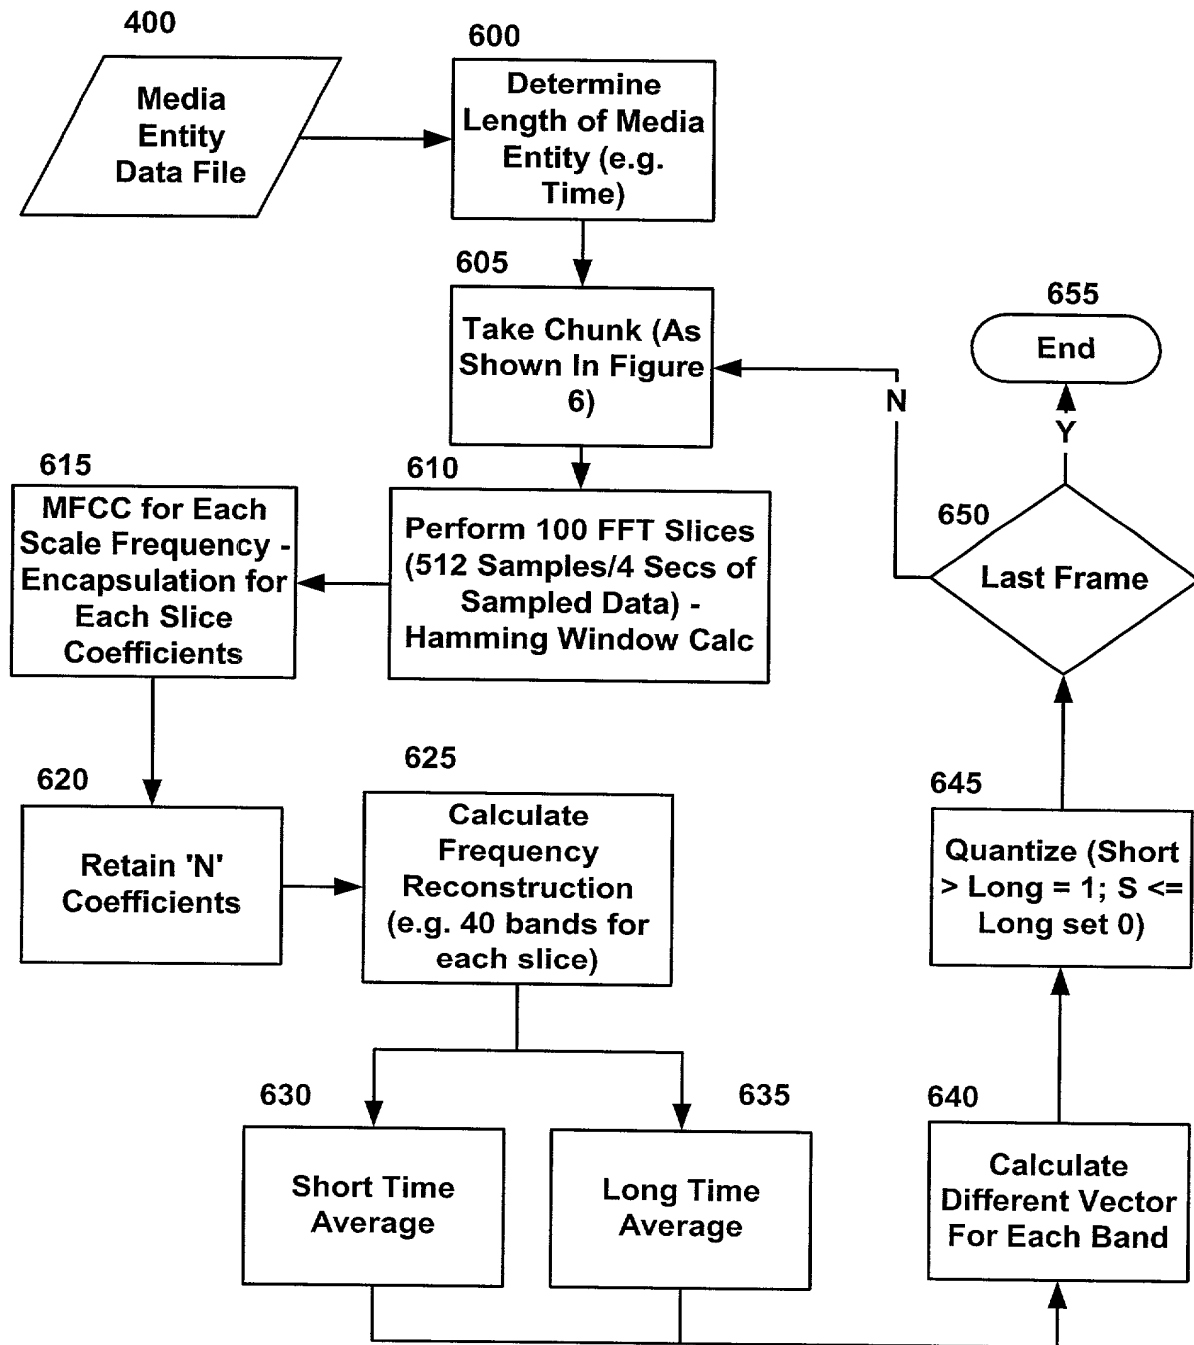 400
Media
Entity
Data File
600
Determine
Length of Media
Entity (e.g.
Time)
605
Take Chunk (As
Shown In Figure
6)
655
End
N
Y
610
Perform 100 FFT Slices
(512 Samples/4 Secs of
Sampled Data) -
Hamming Window Calc
615
MFCC for Each
Scale Frequency -
Encapsulation for
Each Slice
Coefficients
650
Last Frame
620
Retain 'N'
Coefficients
625
Calculate
Frequency
Reconstruction
(e.g. 40 bands for
each slice)
645
Quantize (Short
> Long = 1; S <=
Long set 0)
630
Short Time
Average
635
Long Time
Average
640
Calculate
Different Vector
For Each Band